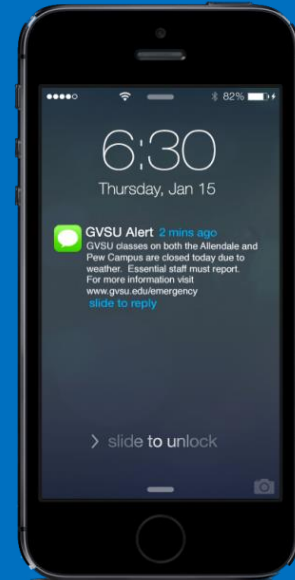 82%
6:30
Thursday, Jan 15
GVSU Alert 2 mins ago
GVSU classes on both the Allendale and
Pew Campus are closed today due to
weather. Essential staff must report.
For more information visit
www.gvsu.edu/emergency
slide to reply
> slide to unlock